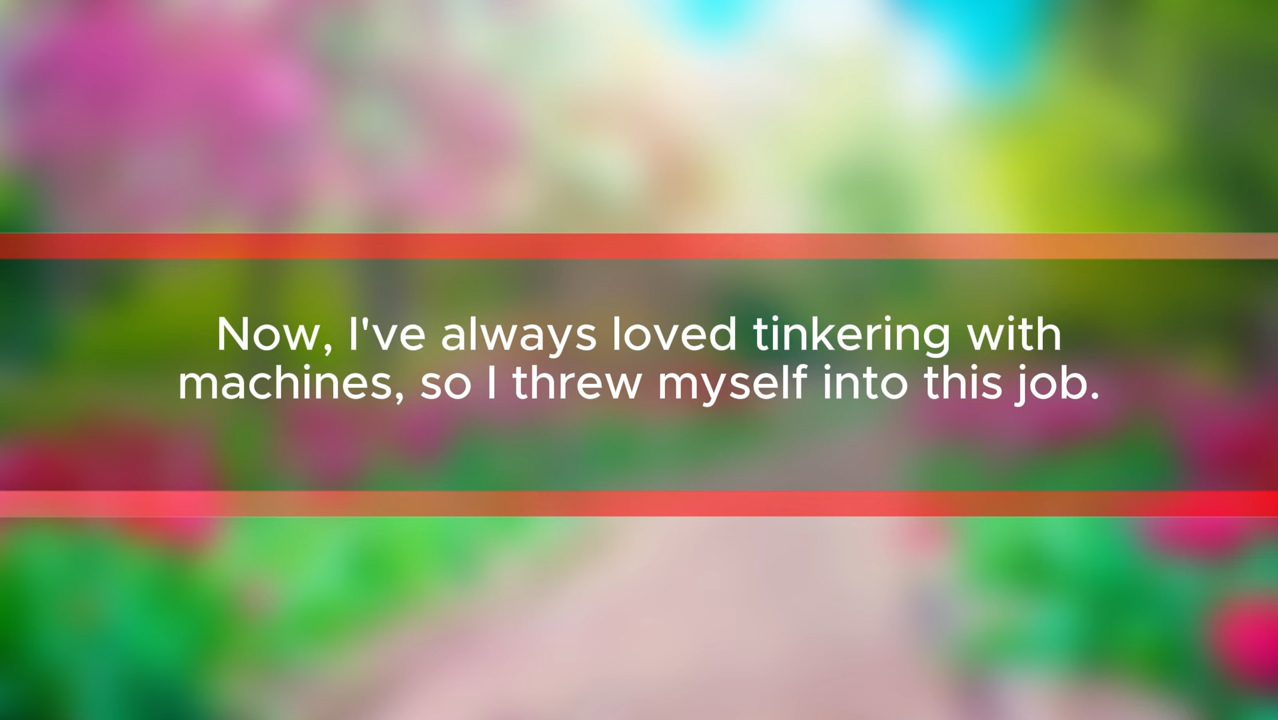 Now, I've always loved tinkering with
machines, so I threw myself into this job.